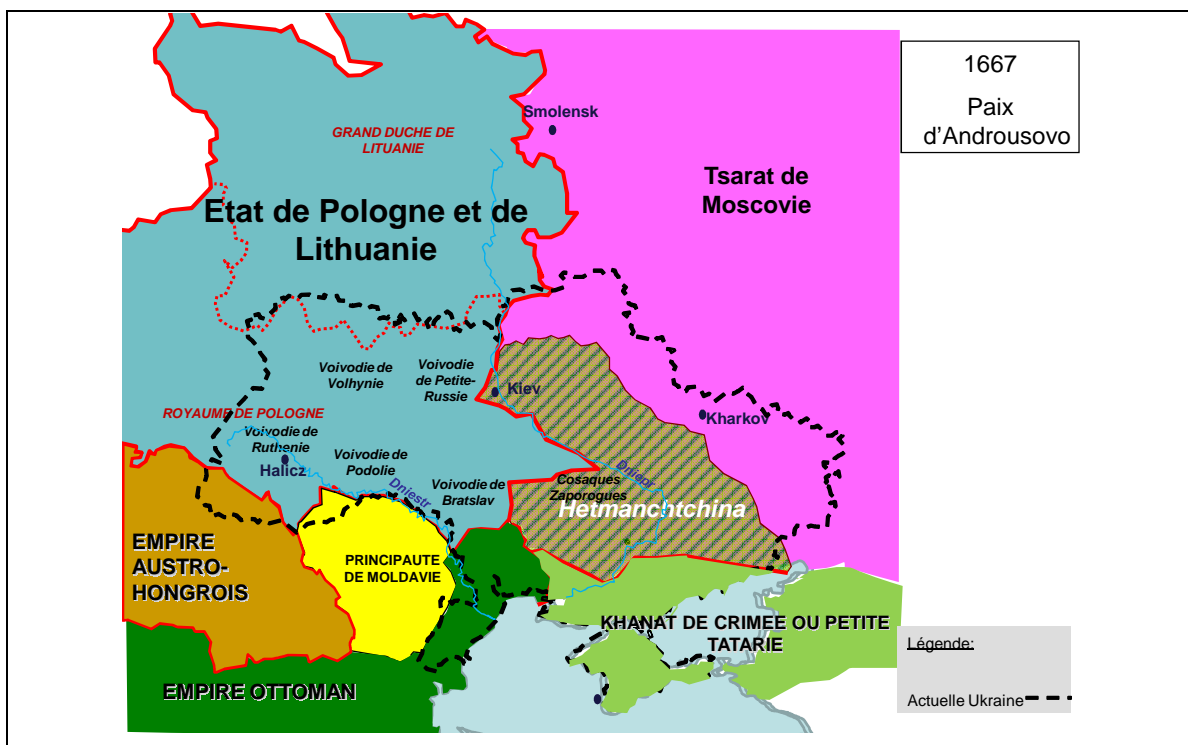 1667
Paix
d'Androusovo
Smolensk
GRAND DUCHE DE
LITUANIE
Tsarat de
Moscovie
Etat de Pologne et de
Lithuanie
Voivodie de
Volhynie
Voivodie
de Petite-
Russie
Kiev
Kharkov
ROYAUME DE POLOGNE
Voivodie de
Ruthenie
Halicz
Voivodie de
Podolie
Dniestr
Voivodie de
Bratslav
Dniepr
Cosaques
Zaporogues
Hetmanchtchina
EMPIRE
AUSTRO-
HONGROIS
PRINCIPAUTE
DE MOLDAVIE
KHANAT DE CRIMEE OU PETITE
TATARIE
EMPIRE OTTOMAN
Légende:
Actuelle Ukraine